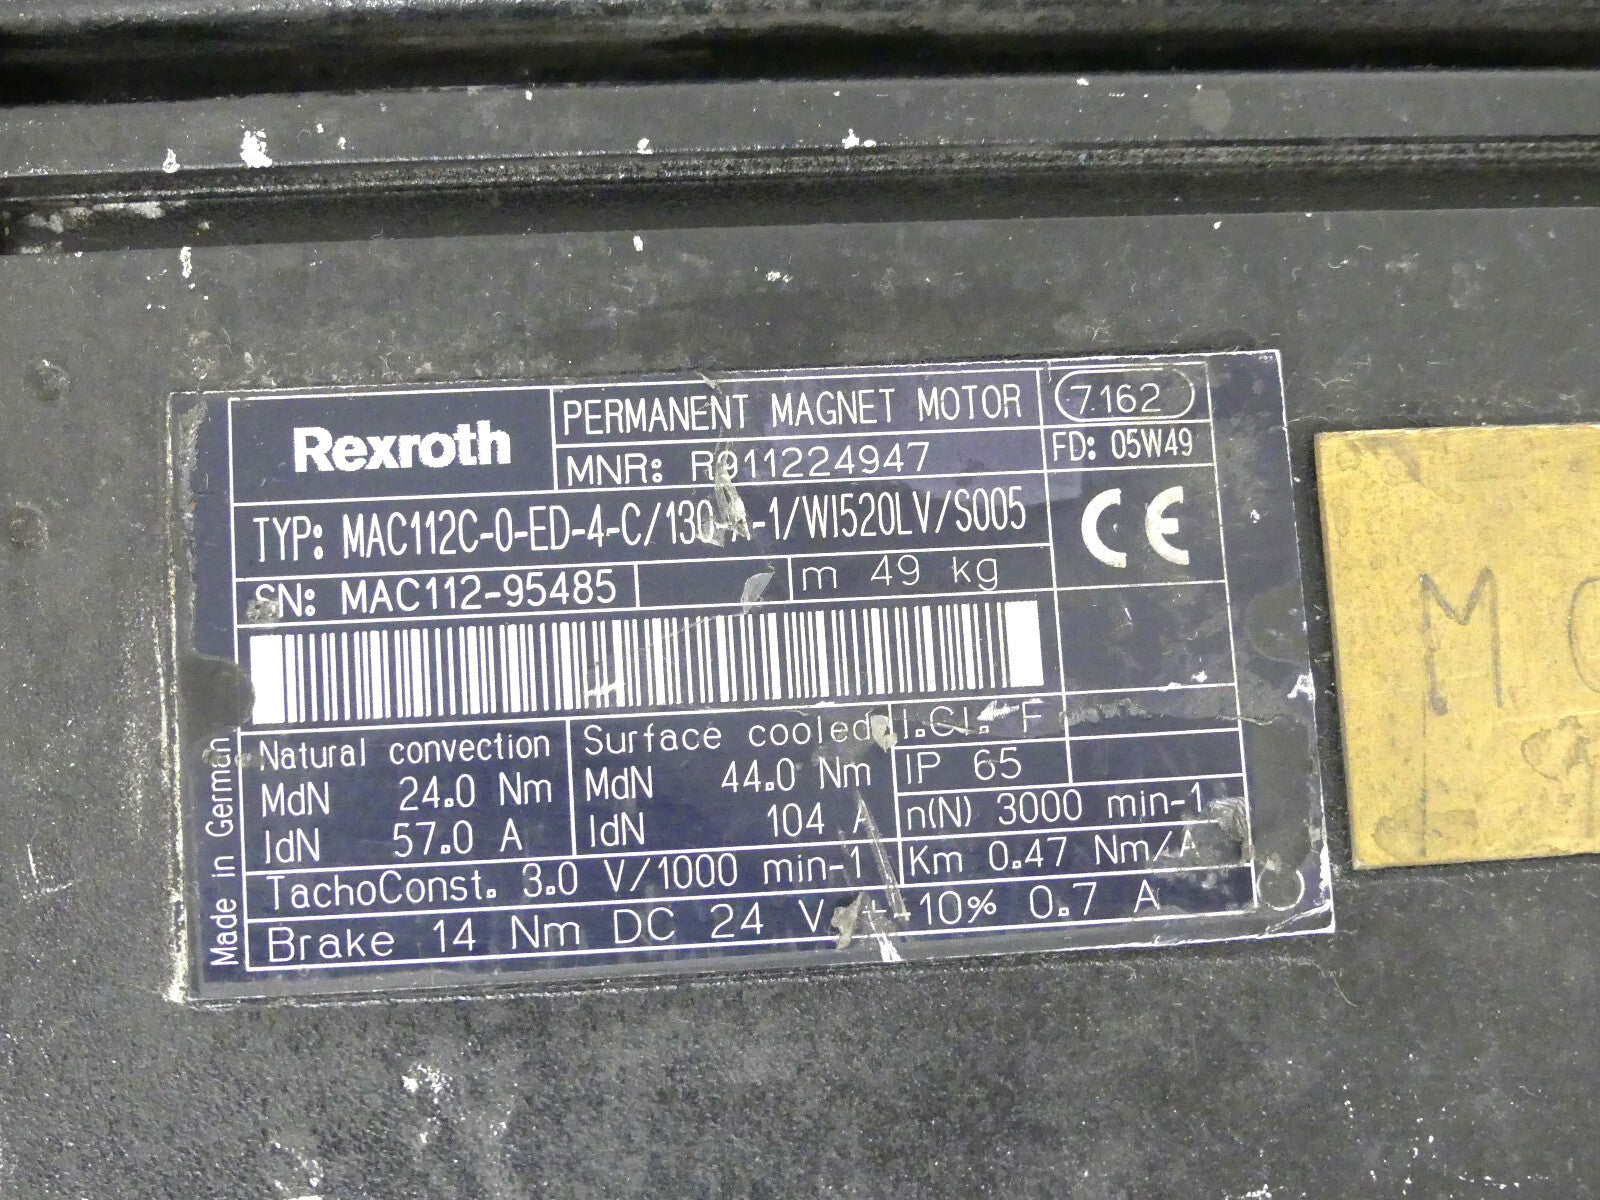 Rexroth
PERMANENT MAGNET MOTOR
7.162
MNR: R911224947
FD: 05W49
TYP: MAC112C-0-ED-4-C/130-A-1/WI520LV/S005
CE
SN: MAC112-95485
m 49 kg
Natural convection
MdN 24.0 Nm
IdN 57.0 A
Surface cooled
MdN 44.0 Nm
IdN 104 A
I.Cl. F
IP 65
n(N) 3000 min-1
TachoConst. 3.0 V/1000 min-1
Km 0.47 Nm/A
Brake 14 Nm DC 24 V +-10% 0.7 A
Made in German
M.